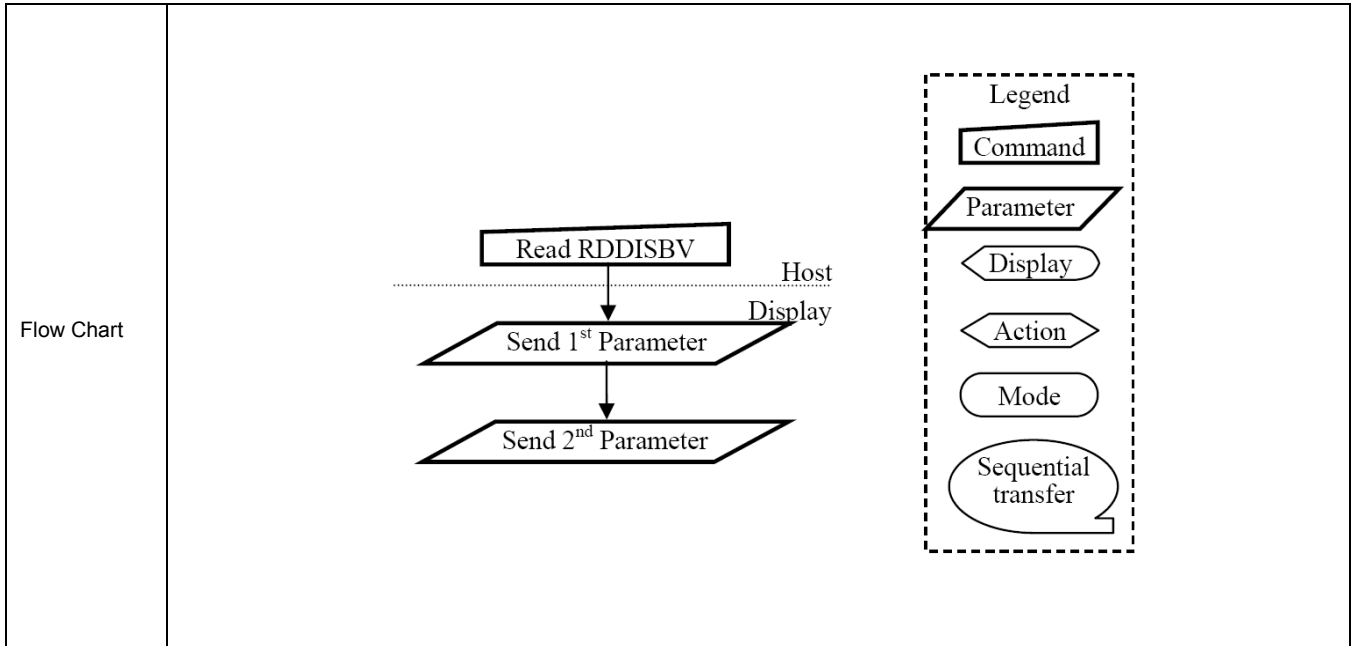 Flow Chart
Read RDDISBV
Host
Display
Send 1st Parameter
Send 2nd Parameter
Legend
Command
Parameter
Display
Action
Mode
Sequential
transfer